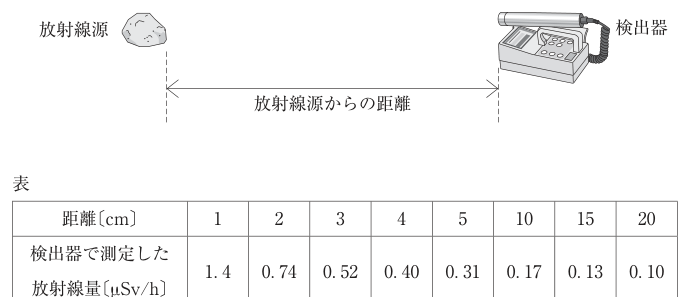 放射線源
検出器
放射線源からの距離
表
距離〔cm〕 1 2 3 4 5 10 15 20
検出器で測定した
放射線量〔μSv/h〕 1.4 0.74 0.52 0.40 0.31 0.17 0.13 0.10